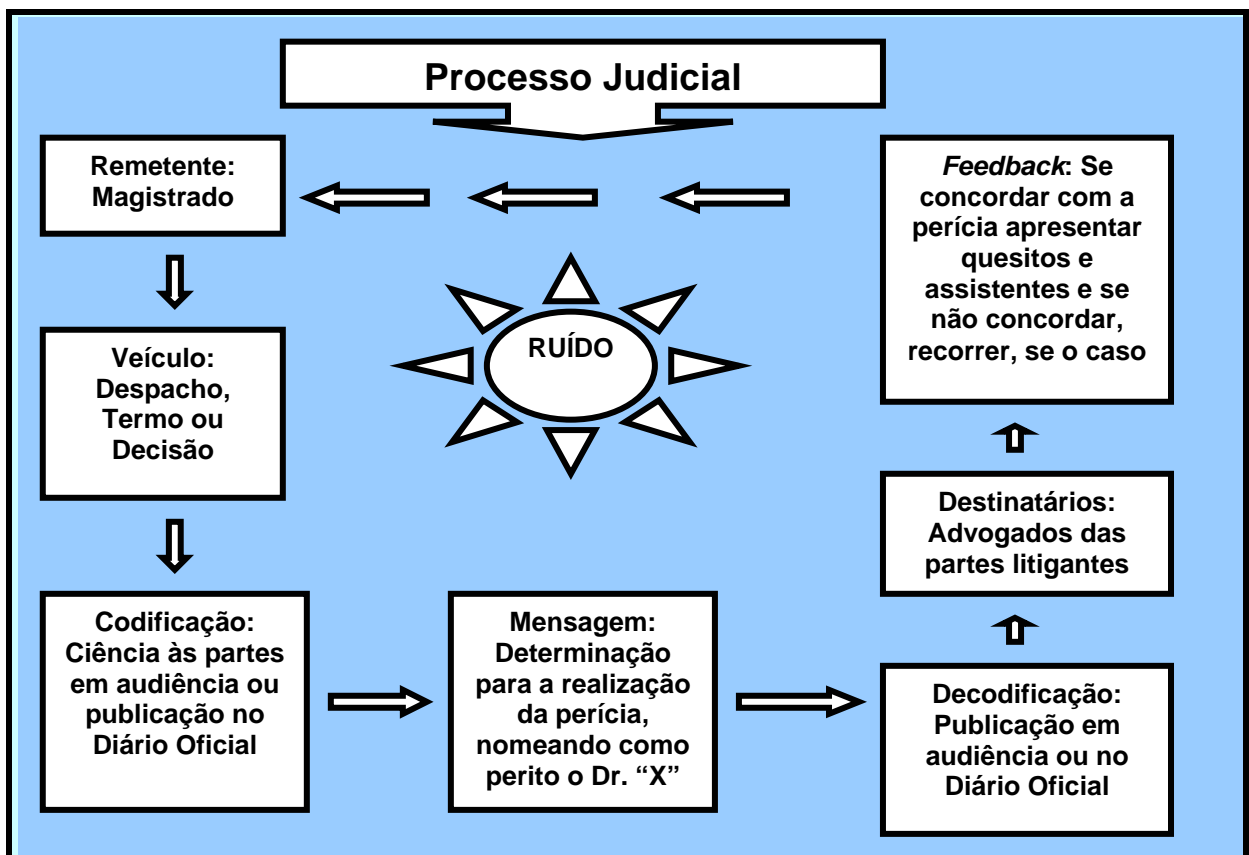 Processo Judicial
Remetente:
Magistrado
Veículo:
Despacho,
Termo ou
Decisão
Codificação:
Ciência às partes
em audiência ou
publicação no
Diário Oficial
Mensagem:
Determinação
para a realização
da perícia,
nomeando como
perito o Dr. “X”
Decodificação:
Publicação em
audiência ou no
Diário Oficial
Destinatários:
Advogados das
partes litigantes
Feedback: Se
concordar com a
perícia apresentar
quesitos e
assistentes e se
não concordar,
recorrer, se o caso
RUÍDO